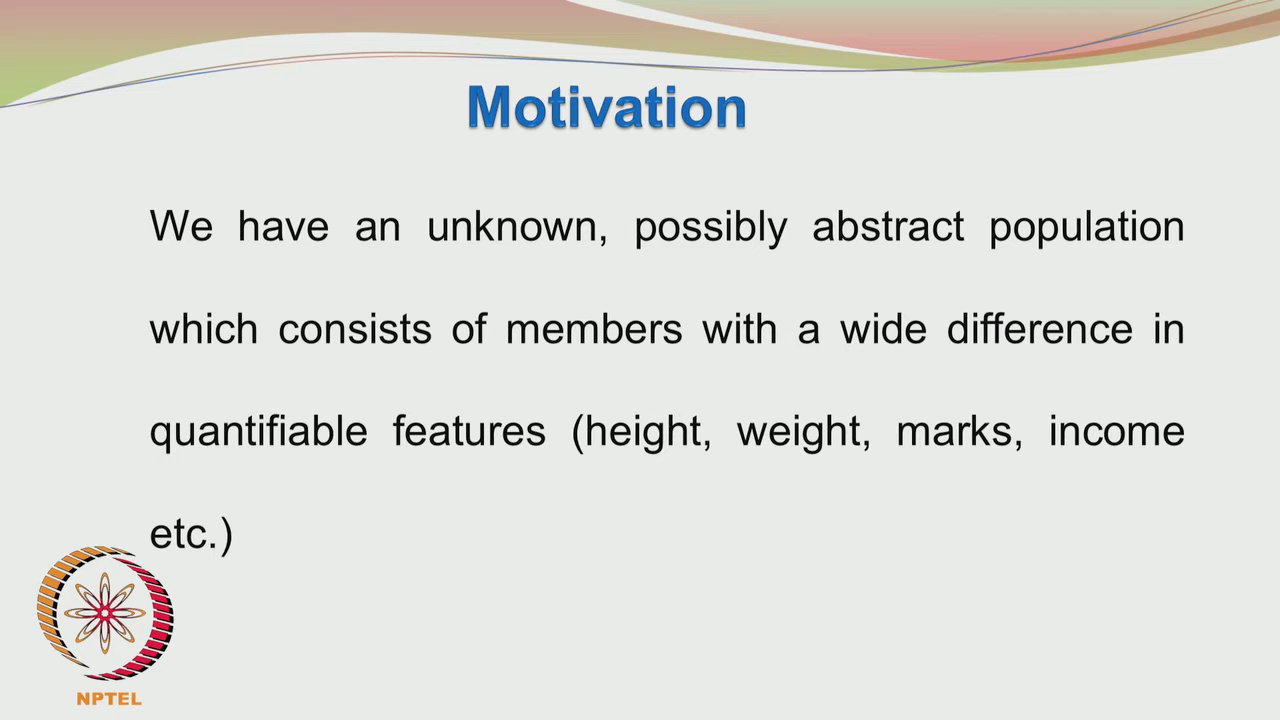 Motivation
We have an unknown, possibly abstract population
which consists of members with a wide difference in
quantifiable features (height, weight, marks, income
etc.)
NPTEL